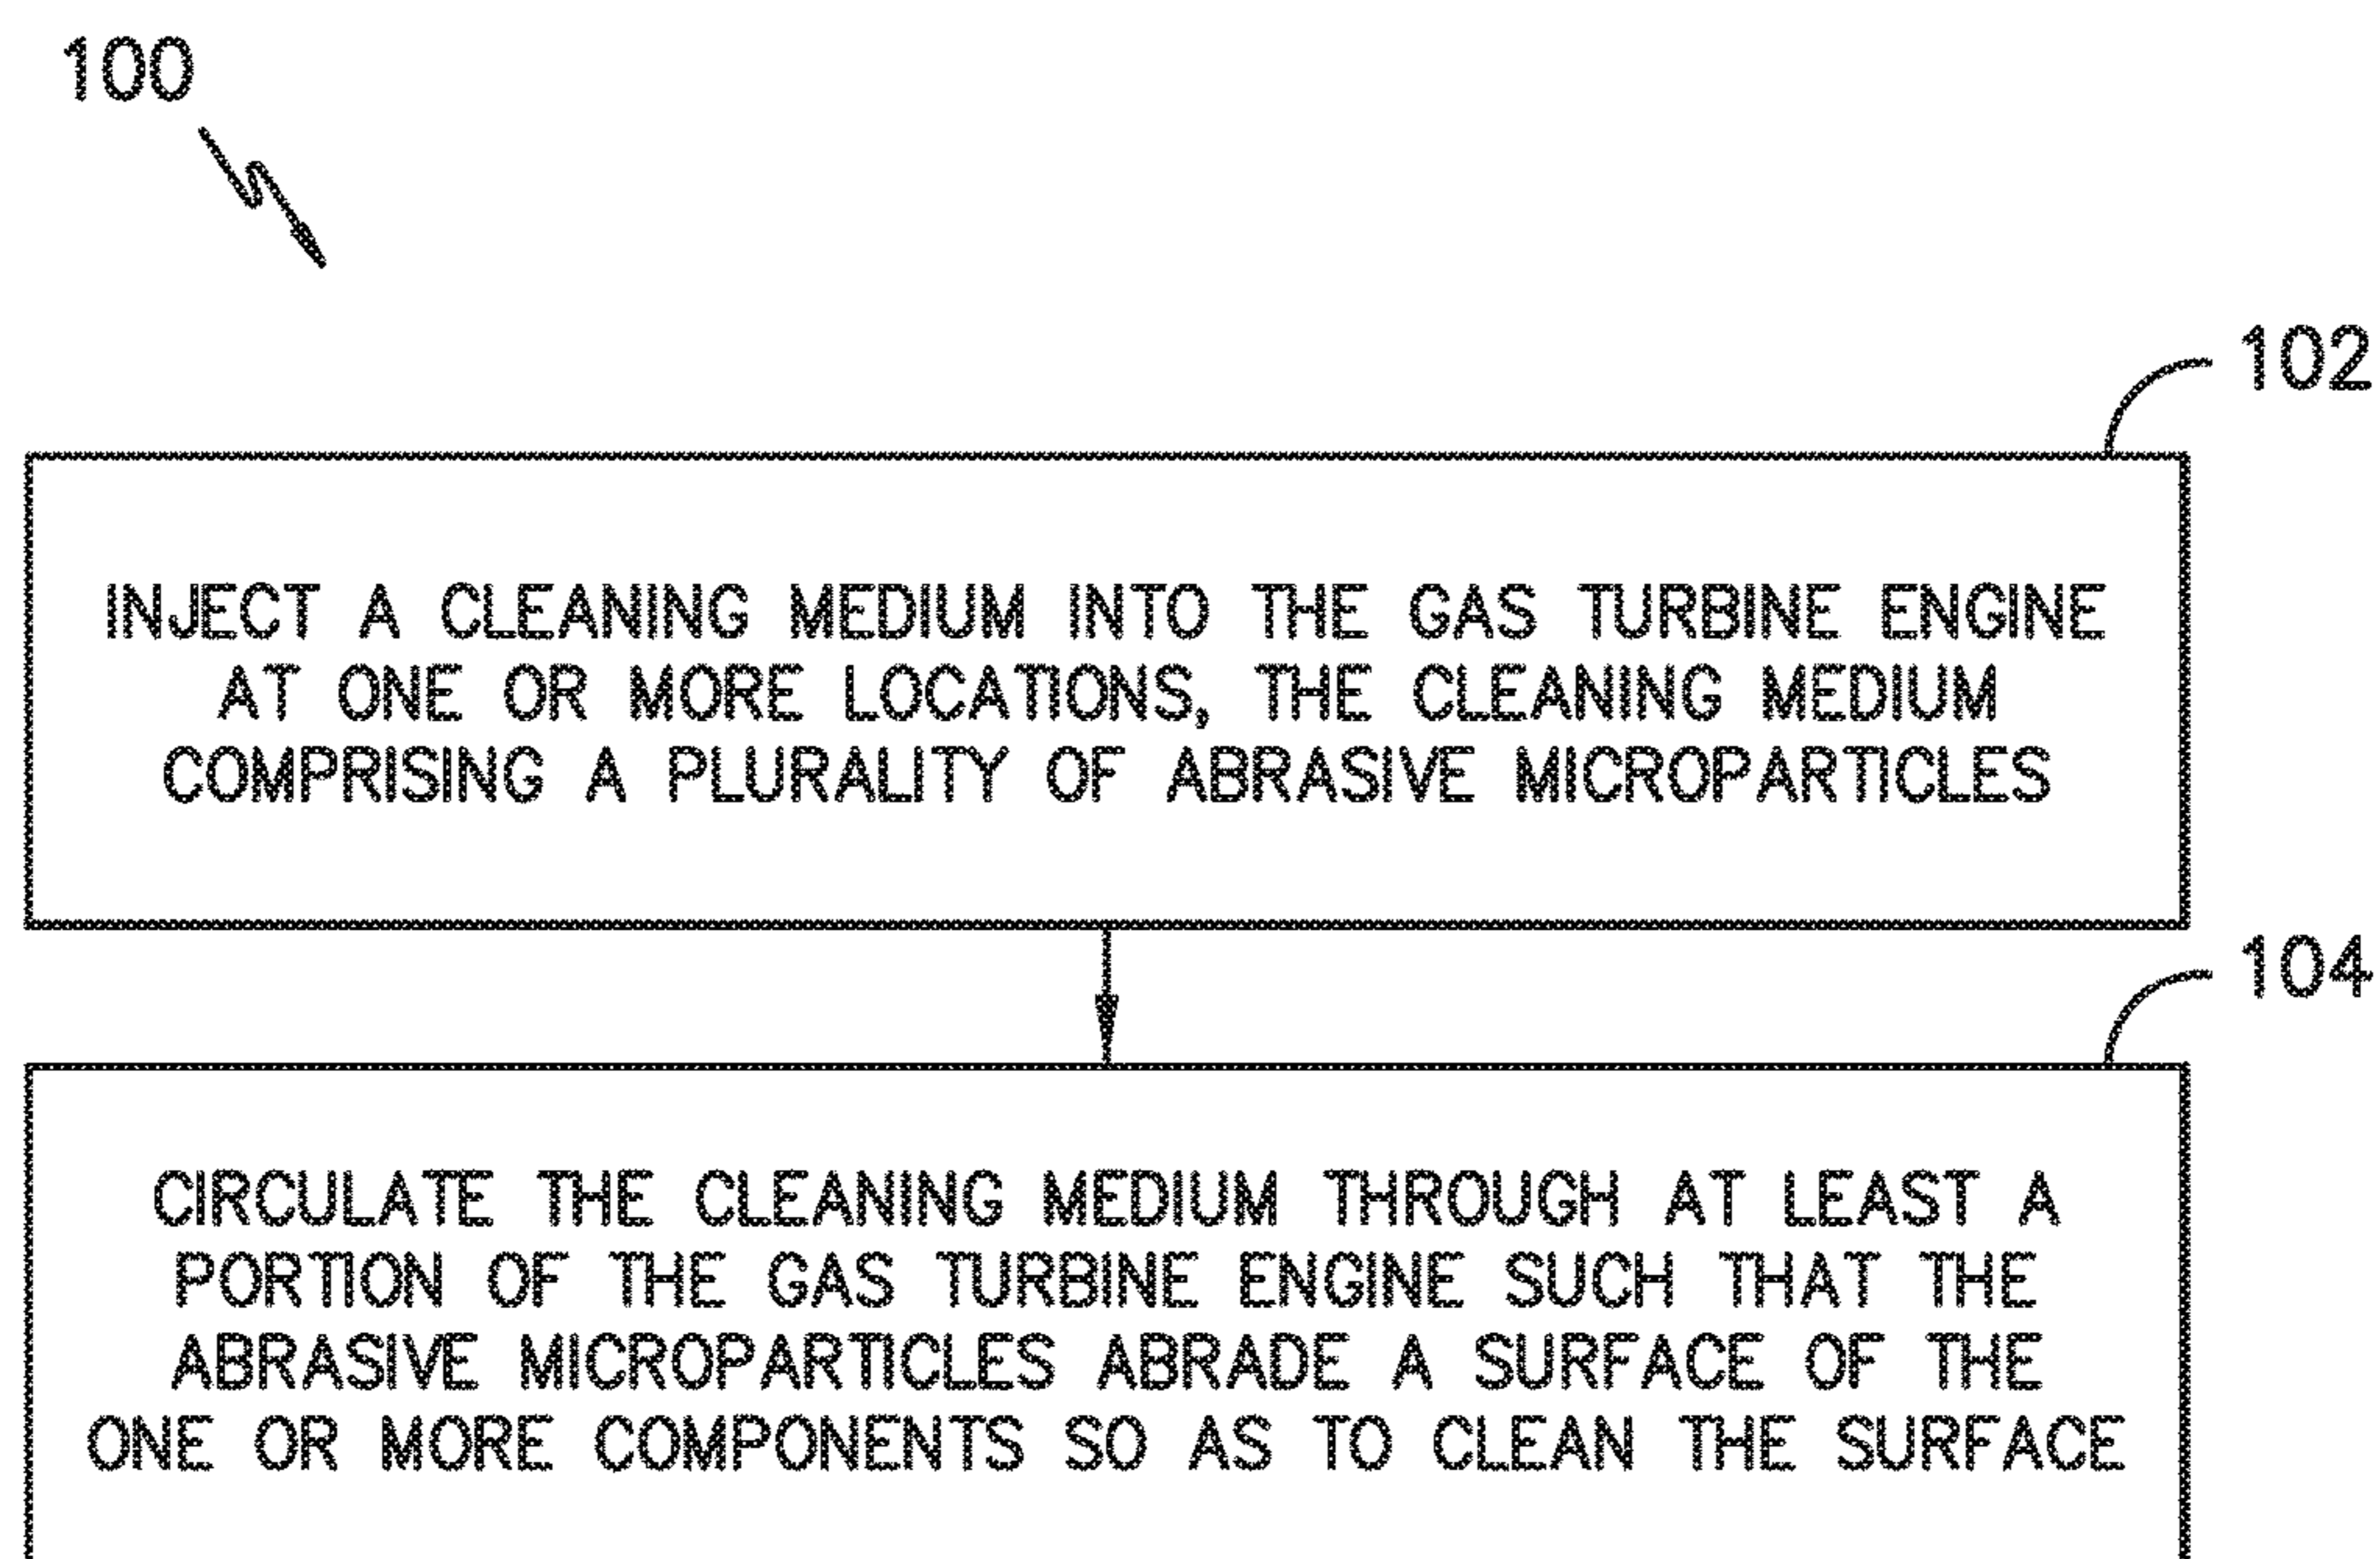 100
102
INJECT A CLEANING MEDIUM INTO THE GAS TURBINE ENGINE
AT ONE OR MORE LOCATIONS, THE CLEANING MEDIUM
COMPRISING A PLURALITY OF ABRASIVE MICROPARTICLES
104
CIRCULATE THE CLEANING MEDIUM THROUGH AT LEAST A
PORTION OF THE GAS TURBINE ENGINE SUCH THAT THE
ABRASIVE MICROPARTICLES ABRADE A SURFACE OF THE
ONE OR MORE COMPONENTS SO AS TO CLEAN THE SURFACE